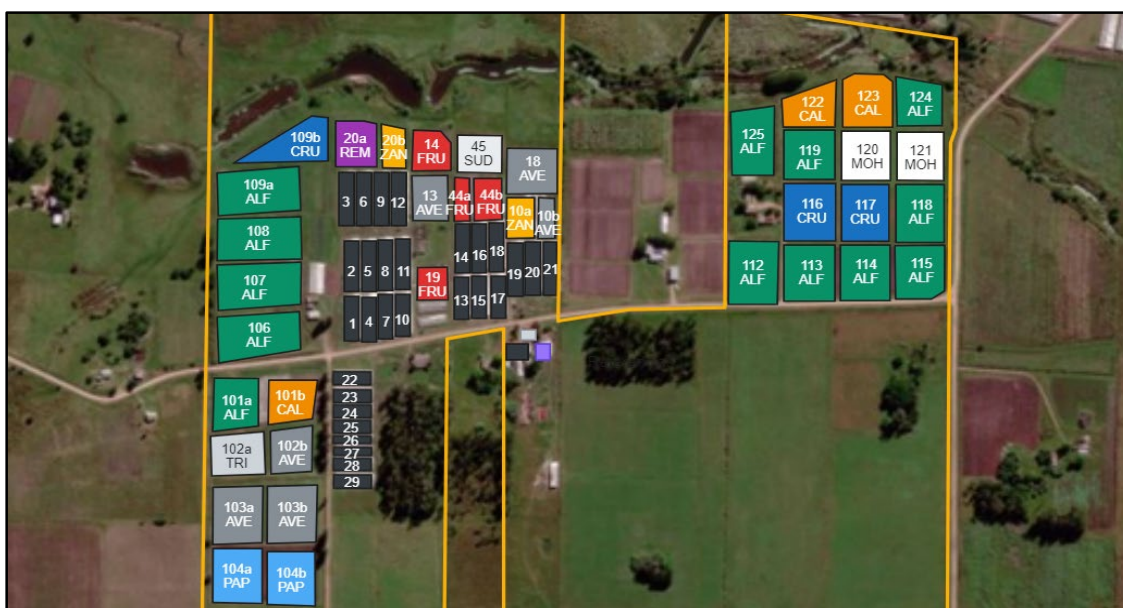 109b
CRU
20a
REM
20b
ZAN
14
FRU
45
SUD
18
AVE
109a
ALF
3 6 9 12
13
AVE
44a
FRU
44b
FRU
10a
ZAN
10b
AVE
108
ALF
107
ALF
106
ALF
2 5 8 11
14 16 18
19 20 21
19
FRU
13 15 17
1 4 7 10
122
CAL
123
CAL
124
ALF
125
ALF
119
ALF
120
MOH
121
MOH
116
CRU
117
CRU
118
ALF
112
ALF
113
ALF
114
ALF
115
ALF
101a
ALF
101b
CAL
102a
TRI
102b
AVE
103a
AVE
103b
AVE
104a
PAP
104b
PAP
22
23
24
25
26
27
28
29